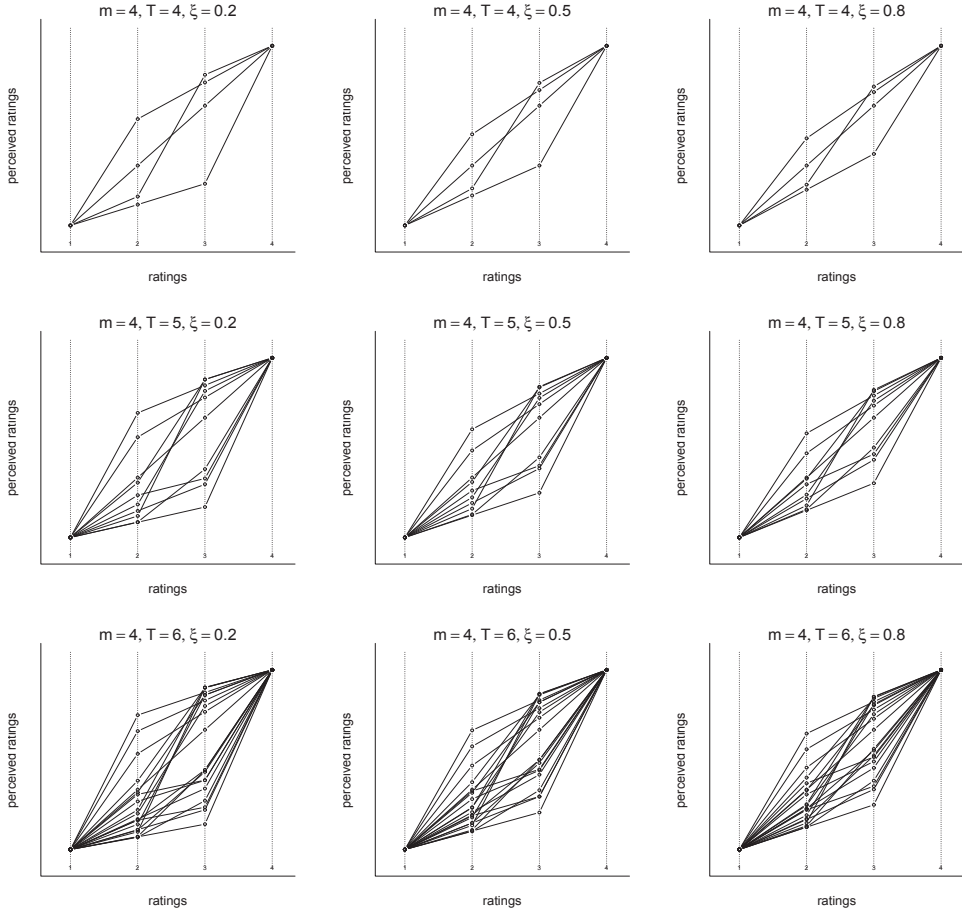 m = 4, T = 4, ξ = 0.2
m = 4, T = 4, ξ = 0.5
m = 4, T = 4, ξ = 0.8
perceived ratings
perceived ratings
perceived ratings
1 2 3 4
1 2 3 4
1 2 3 4
ratings
ratings
ratings
m = 4, T = 5, ξ = 0.2
m = 4, T = 5, ξ = 0.5
m = 4, T = 5, ξ = 0.8
perceived ratings
perceived ratings
perceived ratings
1 2 3 4
1 2 3 4
1 2 3 4
ratings
ratings
ratings
m = 4, T = 6, ξ = 0.2
m = 4, T = 6, ξ = 0.5
m = 4, T = 6, ξ = 0.8
perceived ratings
perceived ratings
perceived ratings
1 2 3 4
1 2 3 4
1 2 3 4
ratings
ratings
ratings